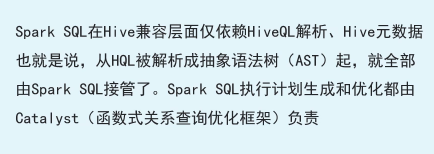 Spark SQL在Hive兼容层面仅依赖HiveQL解析、Hive元数据
也就是说，从HQL被解析成抽象语法树（AST）起，就全部
由Spark SQL接管了。Spark SQL执行计划生成和优化都由
Catalyst（函数式关系查询优化框架）负责